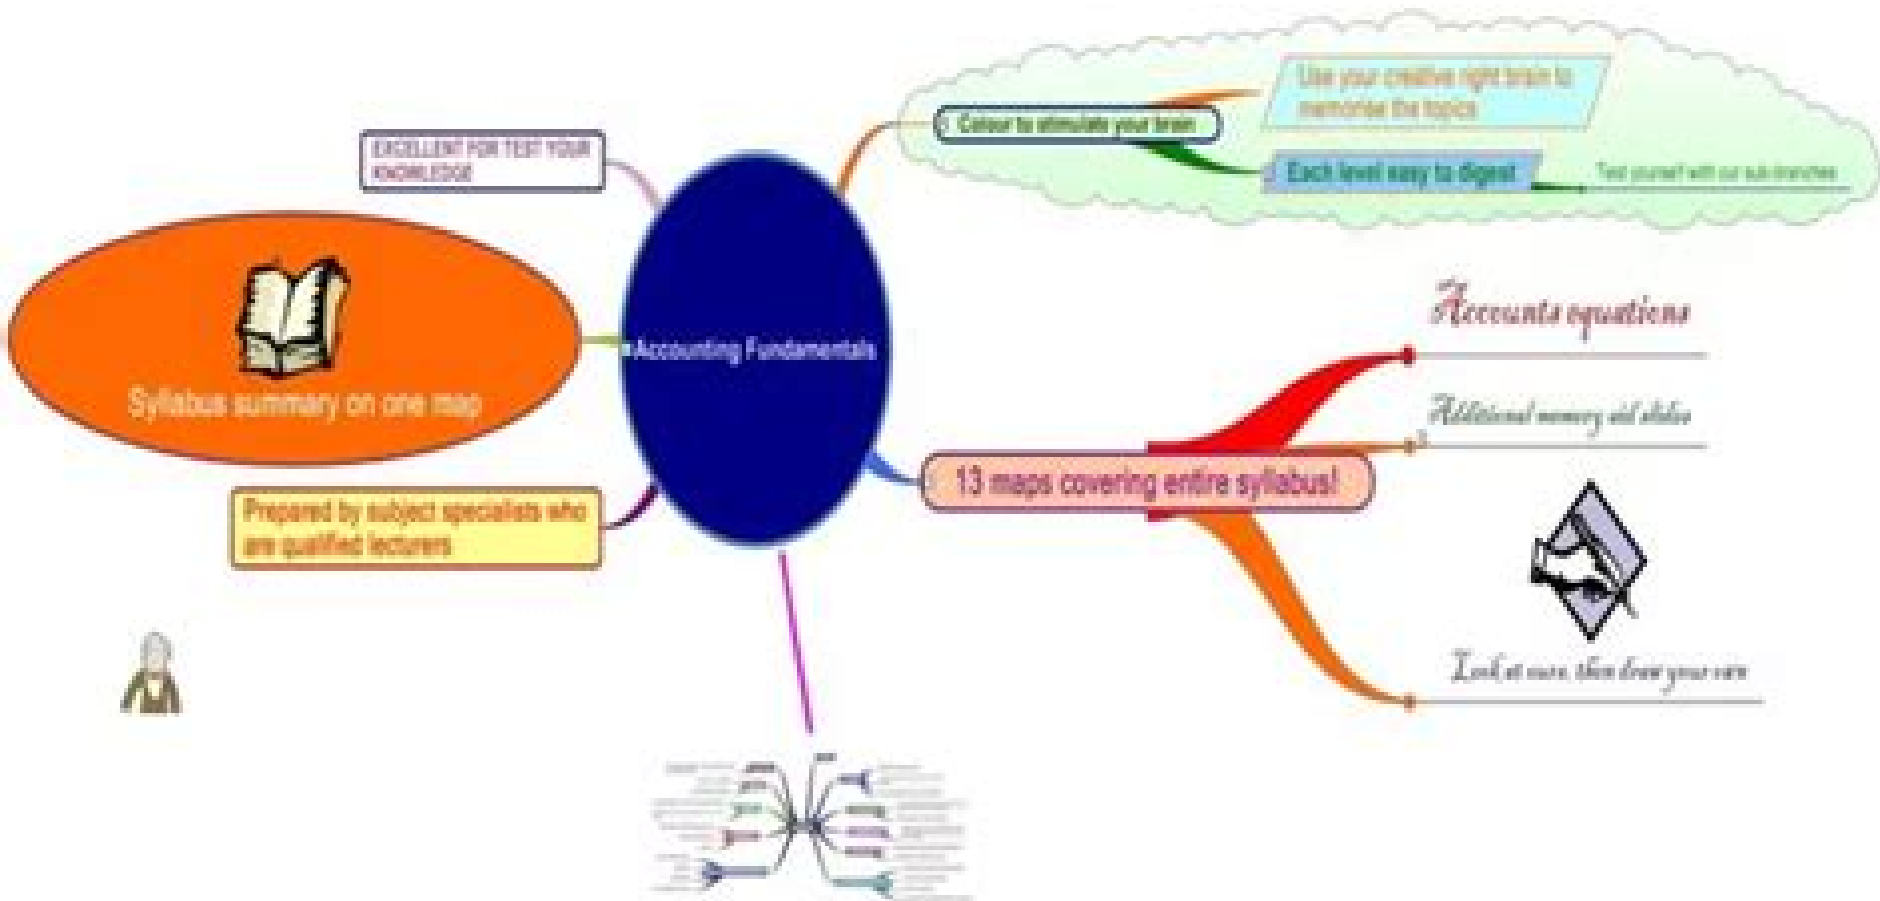 EXCELLENT FOR TEST YOUR
KNOWLEDGE
Syllabus summary on one map
Prepared by subject specialists who
are qualified lecturers
Accounting Fundamentals
Colour to stimulate your brain
Use your creative right brain to
memorise the topics
Each level easy to digest
Test yourself with our sub-branches
13 maps covering entire syllabus!
Accounts equations
Additional memory aid slides
Look at ours, then draw your own